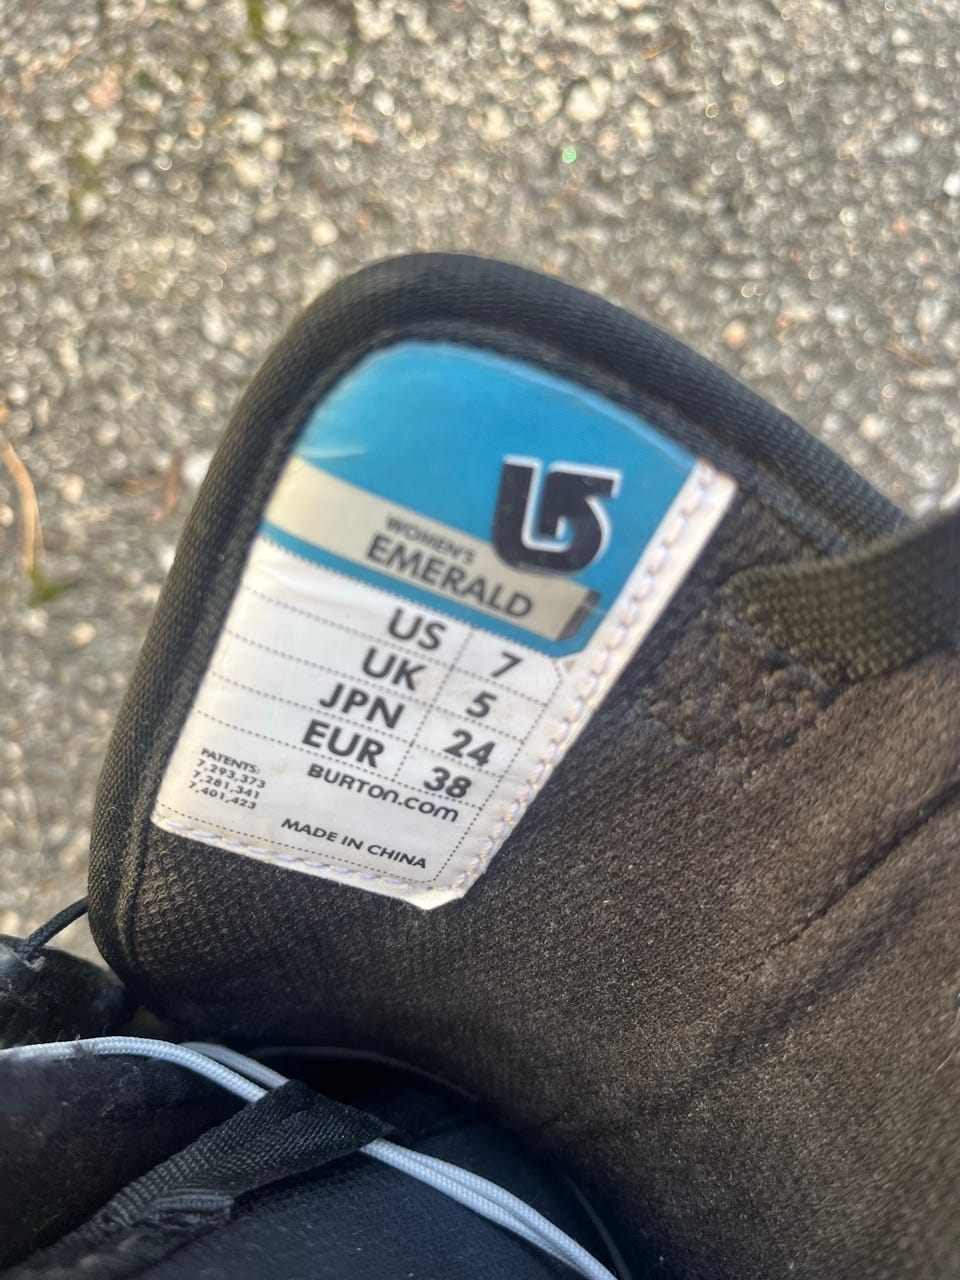 WOMEN'S
EMERALD
US 7
UK 5
JPN 24
EUR 38
BURTON.COM
PATENTS:
7,293,373
7,281,341
7,401,423
MADE IN CHINA